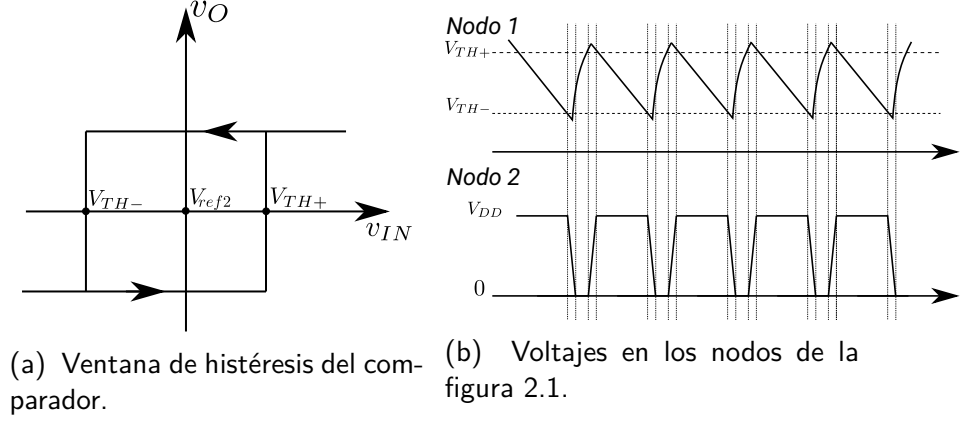 v_O
V_{TH-}
V_{ref2}
V_{TH+}
v_{IN}
(a) Ventana de histéresis del com-
parador.
Nodo 1
V_{TH+}
V_{TH-}
Nodo 2
V_{DD}
0
(b) Voltajes en los nodos de la
figura 2.1.